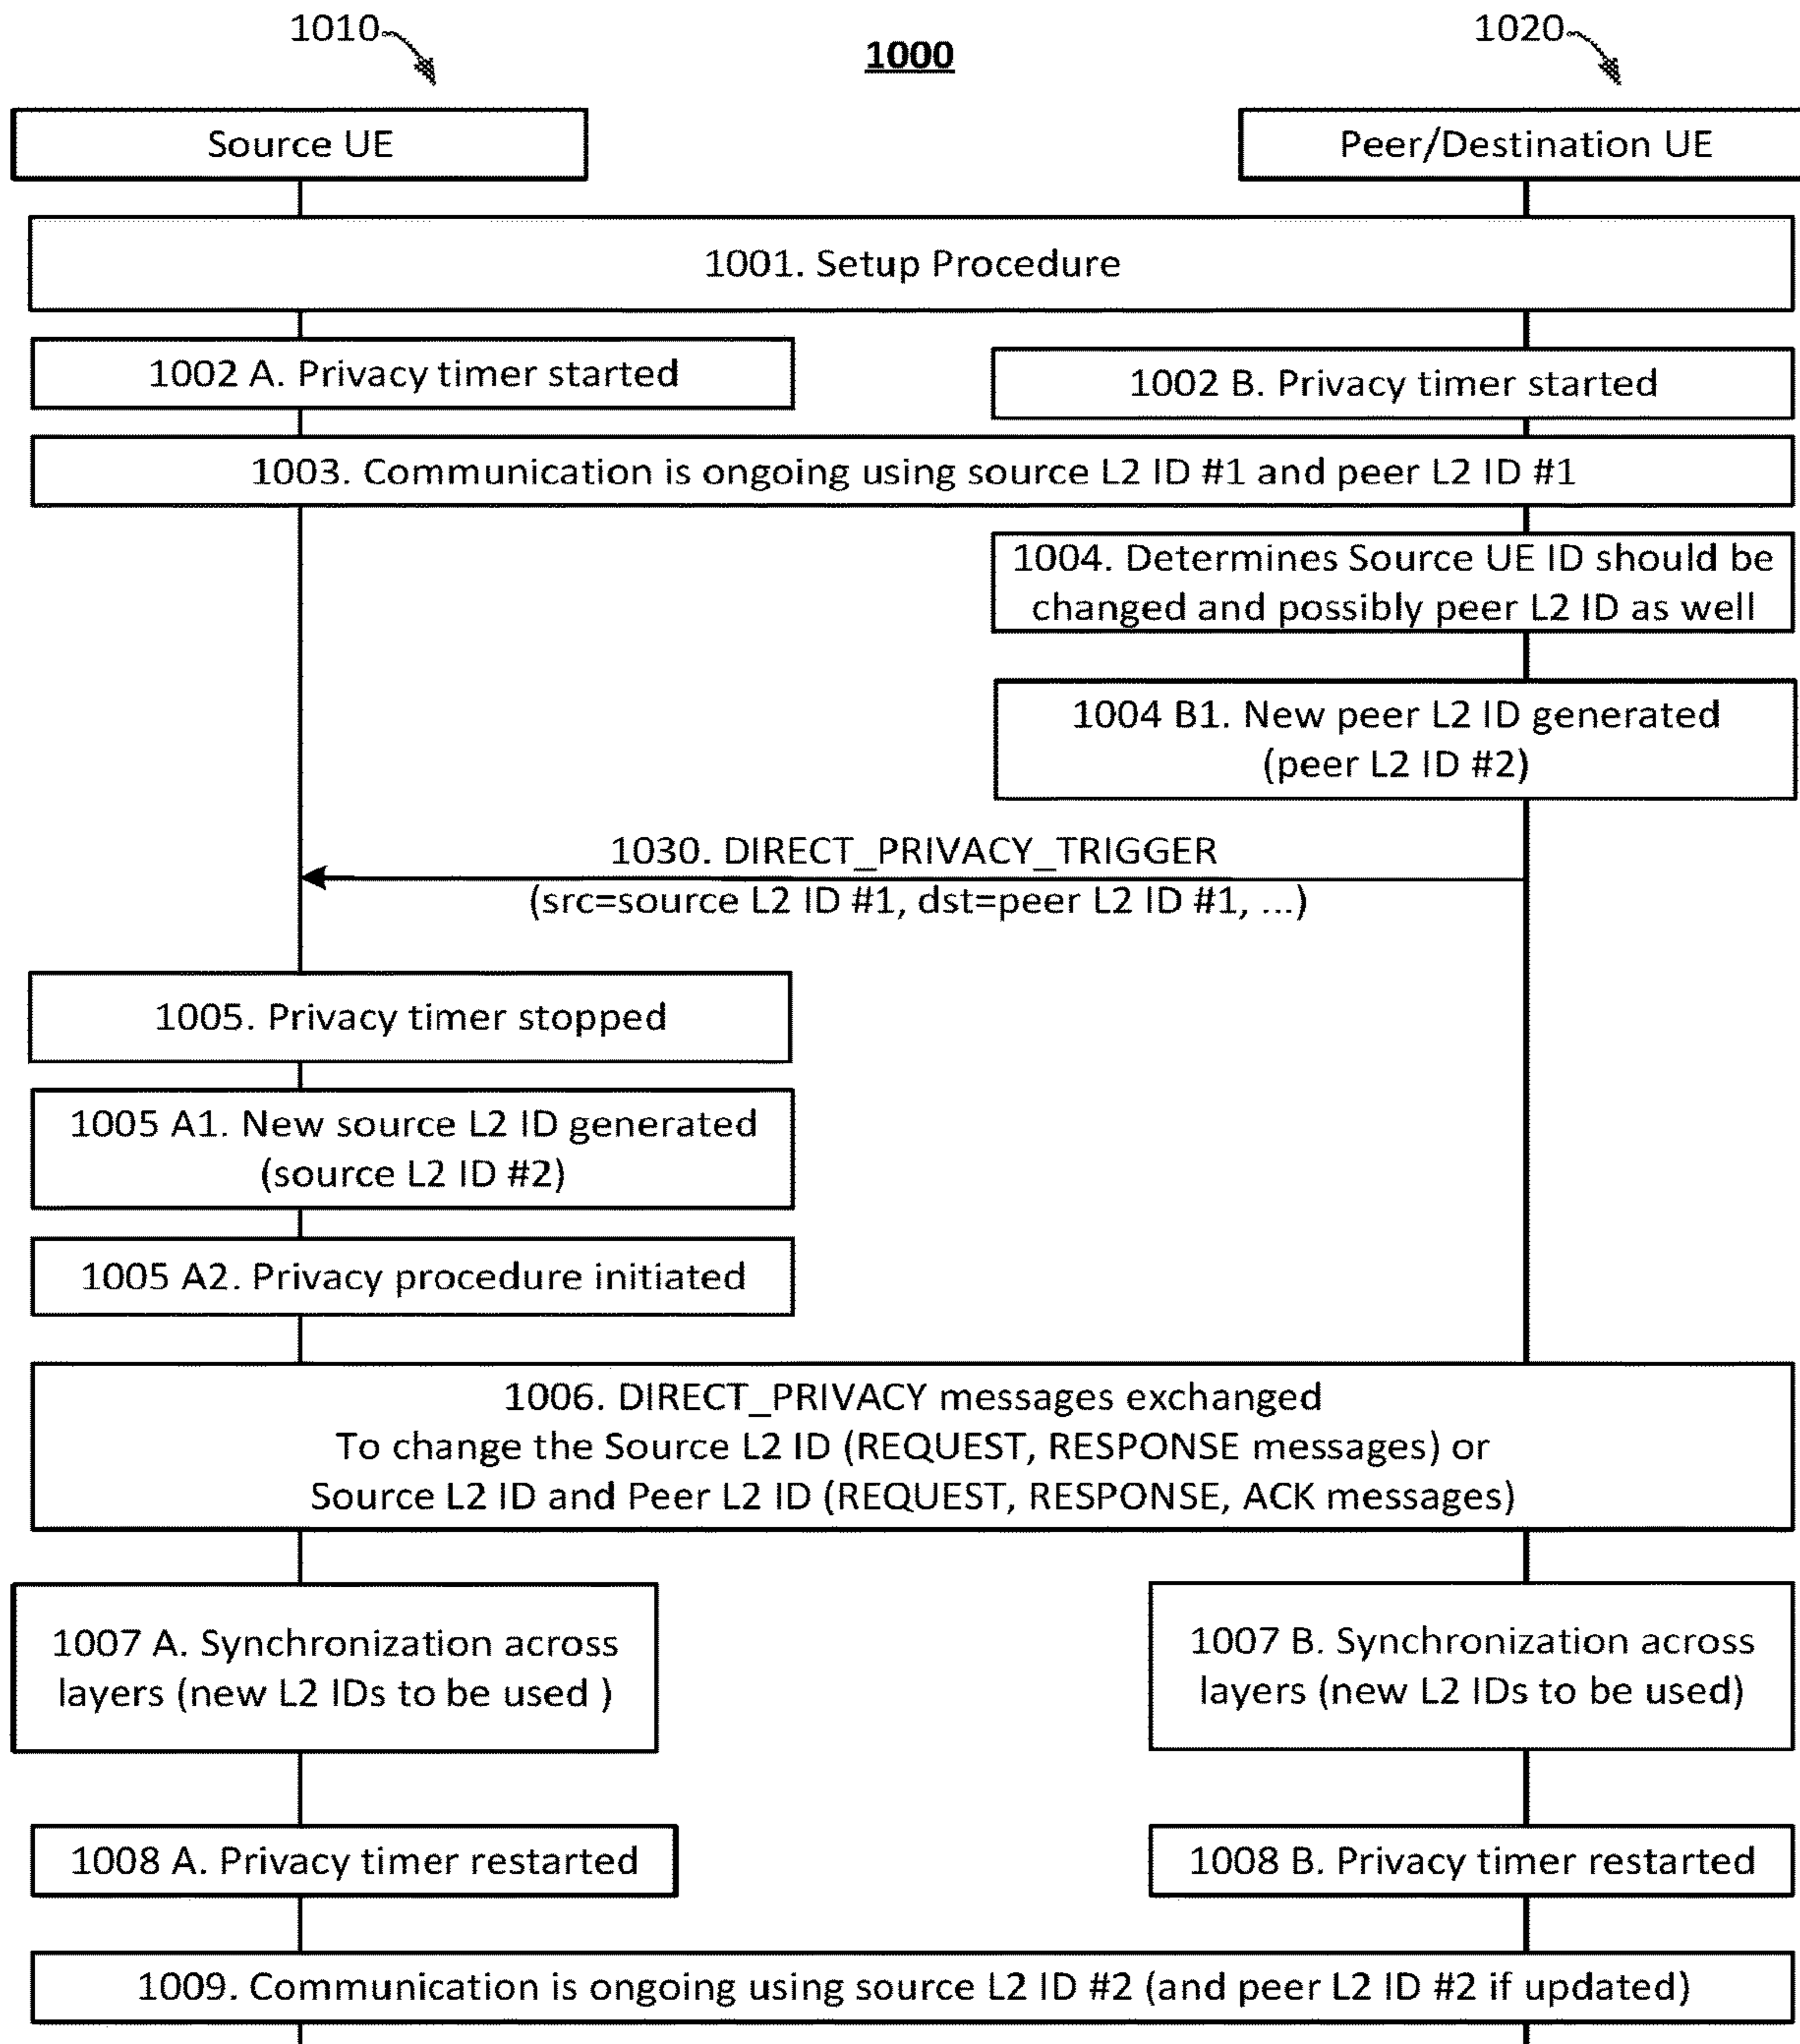 1010
1000
1020
Source UE
Peer/Destination UE
1001. Setup Procedure
1002 A. Privacy timer started
1002 B. Privacy timer started
1003. Communication is ongoing using source L2 ID #1 and peer L2 ID #1
1004. Determines Source UE ID should be
changed and possibly peer L2 ID as well
1004 B1. New peer L2 ID generated
(peer L2 ID #2)
1030. DIRECT_PRIVACY_TRIGGER
(src=source L2 ID #1, dst=peer L2 ID #1, ...)
1005. Privacy timer stopped
1005 A1. New source L2 ID generated
(source L2 ID #2)
1005 A2. Privacy procedure initiated
1006. DIRECT_PRIVACY messages exchanged
To change the Source L2 ID (REQUEST, RESPONSE messages) or
Source L2 ID and Peer L2 ID (REQUEST, RESPONSE, ACK messages)
1007 A. Synchronization across
layers (new L2 IDs to be used )
1007 B. Synchronization across
layers (new L2 IDs to be used)
1008 A. Privacy timer restarted
1008 B. Privacy timer restarted
1009. Communication is ongoing using source L2 ID #2 (and peer L2 ID #2 if updated)